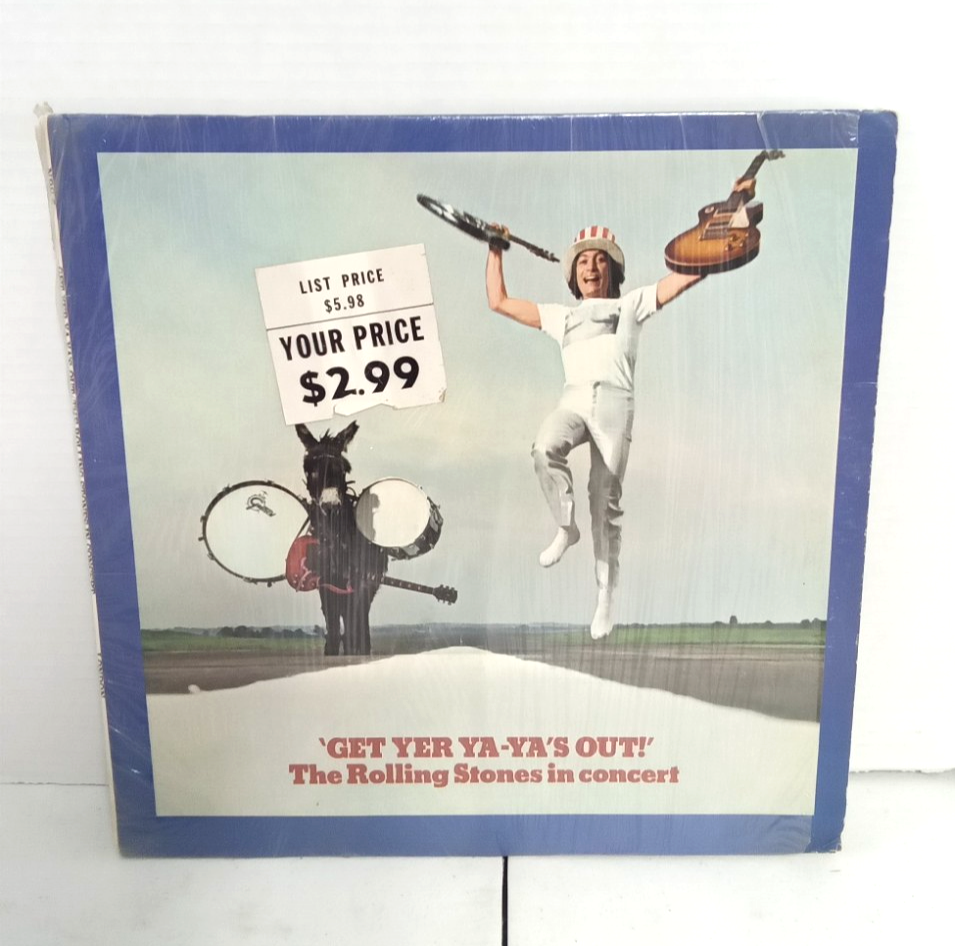 LIST PRICE
$5.98
YOUR PRICE
$2.99
'GET YER YA-YA'S OUT!'
The Rolling Stones in concert